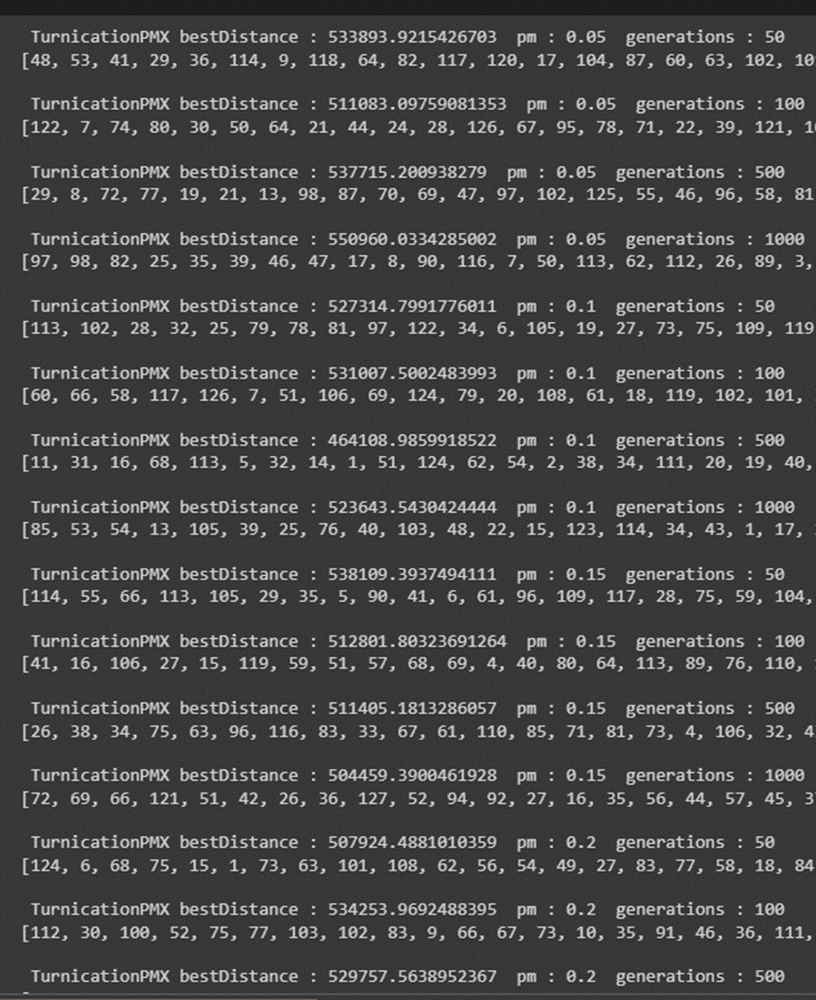 TurnicationPMX bestDistance : 533893.9215426703 pm : 0.05 generations : 50
[48, 53, 41, 29, 36, 114, 9, 118, 64, 82, 117, 120, 17, 104, 87, 60, 63, 102,
TurnicationPMX bestDistance : 511083.09759081353 pm : 0.05 generations : 100
[122, 7, 74, 80, 30, 50, 64, 21, 44, 24, 28, 126, 67, 95, 78, 71, 22, 39, 121,
TurnicationPMX bestDistance : 537715.200938279 pm : 0.05 generations : 500
[29, 8, 72, 77, 19, 21, 13, 98, 87, 70, 69, 47, 97, 102, 125, 55, 46, 96, 58, 81
TurnicationPMX bestDistance : 550960.0334285002 pm : 0.05 generations : 1000
[97, 98, 82, 25, 35, 39, 46, 47, 17, 8, 90, 116, 7, 50, 113, 62, 112, 26, 89, 3,
TurnicationPMX bestDistance : 527314.7991776011 pm : 0.1 generations : 50
[113, 102, 28, 32, 25, 79, 78, 81, 97, 122, 34, 6, 105, 19, 27, 73, 75, 109, 119
TurnicationPMX bestDistance : 531007.5002483993 pm : 0.1 generations : 100
[60, 66, 58, 117, 126, 7, 51, 106, 69, 124, 79, 20, 108, 61, 18, 119, 102, 101,
TurnicationPMX bestDistance : 464108.9859918522 pm : 0.1 generations : 500
[11, 31, 16, 68, 113, 5, 32, 14, 1, 51, 124, 62, 54, 2, 38, 34, 111, 20, 19, 40,
TurnicationPMX bestDistance : 523643.5430424444 pm : 0.1 generations : 1000
[85, 53, 54, 13, 105, 39, 25, 76, 40, 103, 48, 22, 15, 123, 114, 34, 43, 1, 17,
TurnicationPMX bestDistance : 538109.3937494111 pm : 0.15 generations : 50
[114, 55, 66, 113, 105, 29, 35, 5, 90, 41, 6, 61, 96, 109, 117, 28, 75, 59, 104,
TurnicationPMX bestDistance : 512801.80323691264 pm : 0.15 generations : 100
[41, 16, 106, 27, 15, 119, 59, 51, 57, 68, 69, 4, 40, 80, 64, 113, 89, 76, 110,
TurnicationPMX bestDistance : 511405.1813286057 pm : 0.15 generations : 500
[26, 38, 34, 75, 63, 96, 116, 83, 33, 67, 61, 110, 85, 71, 81, 73, 4, 106, 32, 4
TurnicationPMX bestDistance : 504459.3900461928 pm : 0.15 generations : 1000
[72, 69, 66, 121, 51, 42, 26, 36, 127, 52, 94, 92, 27, 16, 35, 56, 44, 57, 45, 3
TurnicationPMX bestDistance : 507924.4881010359 pm : 0.2 generations : 50
[124, 6, 68, 75, 15, 1, 73, 63, 101, 108, 62, 56, 54, 49, 27, 83, 77, 58, 18, 84
TurnicationPMX bestDistance : 534253.9692488395 pm : 0.2 generations : 100
[112, 30, 100, 52, 75, 77, 103, 102, 83, 9, 66, 67, 73, 10, 35, 91, 46, 36, 111,
TurnicationPMX bestDistance : 529757.5638952367 pm : 0.2 generations : 500